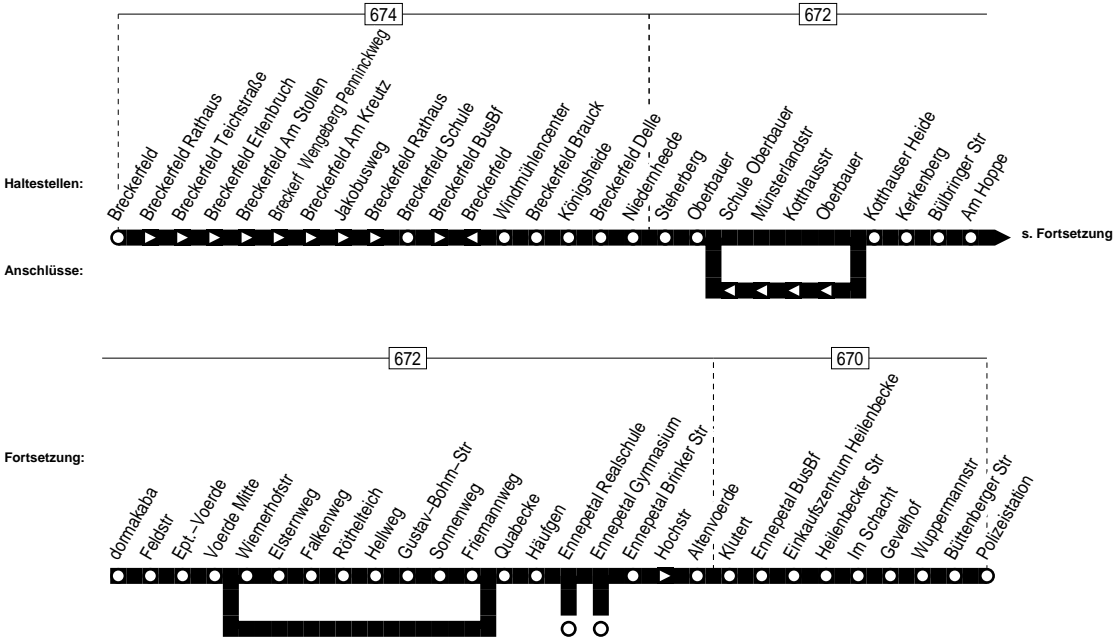 674
672
Haltestellen:
Breckerfeld
Breckerfeld Rathaus
Breckerfeld Teichstraße
Breckerfeld Erlenbruch
Breckerfeld Am Stollen
Breckerf Wengeberg Penninckweg
Breckerfeld Am Kreutz
Jakobusweg
Breckerfeld Rathaus
Breckerfeld Schule
Breckerfeld BusBf
Breckerfeld
Windmühlencenter
Breckerfeld Brauck
Königsheide
Breckerfeld Delle
Niedernheede
Steherberg
Oberbauer
Schule Oberbauer
Münsterlandstr
Kotthausstr
Oberbauer
Kotthauser Heide
Kerkenberg
Bülbringer Str
Am Hoppe
s. Fortsetzung
Anschlüsse:
672
670
Fortsetzung:
dormakaba
Feldstr
Ept.-Voerde
Voerde Mitte
Wiemerhofstr
Elsternweg
Falkenweg
Röthelteich
Hellweg
Gustav-Bohm-Str
Sonnenweg
Friemannweg
Quabecke
Häufgen
Ennepetal Realschule
Ennepetal Gymnasium
Ennepetal Brinker Str
Hochstr
Altenvoerde
Klutert
Ennepetal BusBf
Einkaufszentrum Heilenbecke
Heilenbecker Str
Im Schacht
Gevelhof
Wuppermannstr
Büttenberger Str
Polizeistation